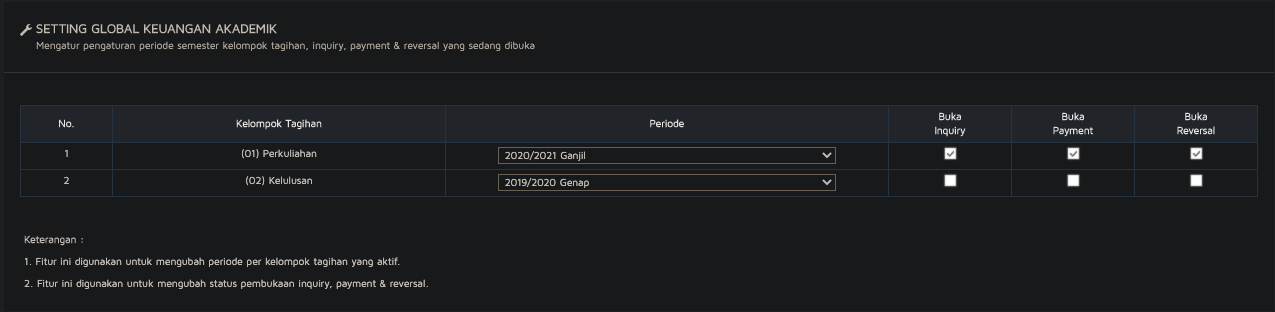 SETTING GLOBAL KEUANGAN AKADEMIK
Mengatur pengaturan periode semester kelompok tagihan, inquiry, payment & reversal yang sedang dibuka
No. Kelompok Tagihan Periode Buka Inquiry Buka Payment Buka Reversal
1 (01) Perkuliahan 2020/2021 Ganjil
2 (02) Kelulusan 2019/2020 Genap
Keterangan :
1. Fitur ini digunakan untuk mengubah periode per kelompok tagihan yang aktif.
2. Fitur ini digunakan untuk mengubah status pembukaan inquiry, payment & reversal.